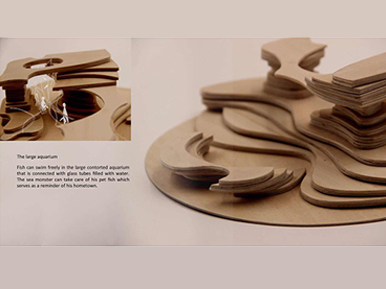 The large aquarium
Fish can swim freely in the large contorted aquarium
that is connected with glass tubes filled with water.
The sea monster can take care of his pet fish which
serves as a reminder of his hometown.